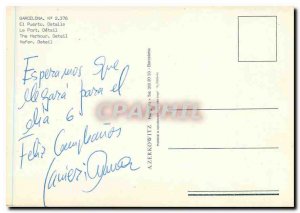 BARCELONA. Nº 2.376
El Puerto. Detalle
Le Port. Détail
The Harbour. Detail
Hafen. Detail
Esperamos que
llegará para el
día 6
Feliz Cumpleaños
A. ZERKOWITZ